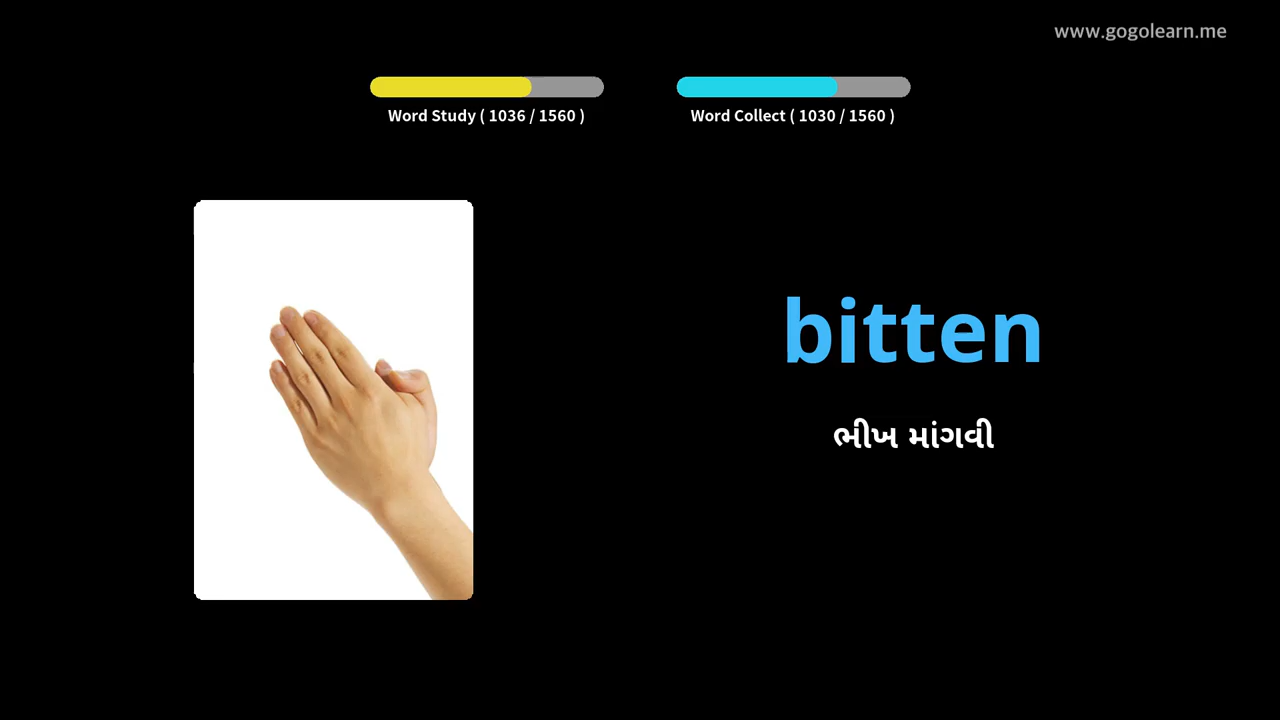 www.gogolearn.me
Word Study ( 1036 / 1560 )
Word Collect ( 1030 / 1560 )
bitten
ભીખ માંગવી